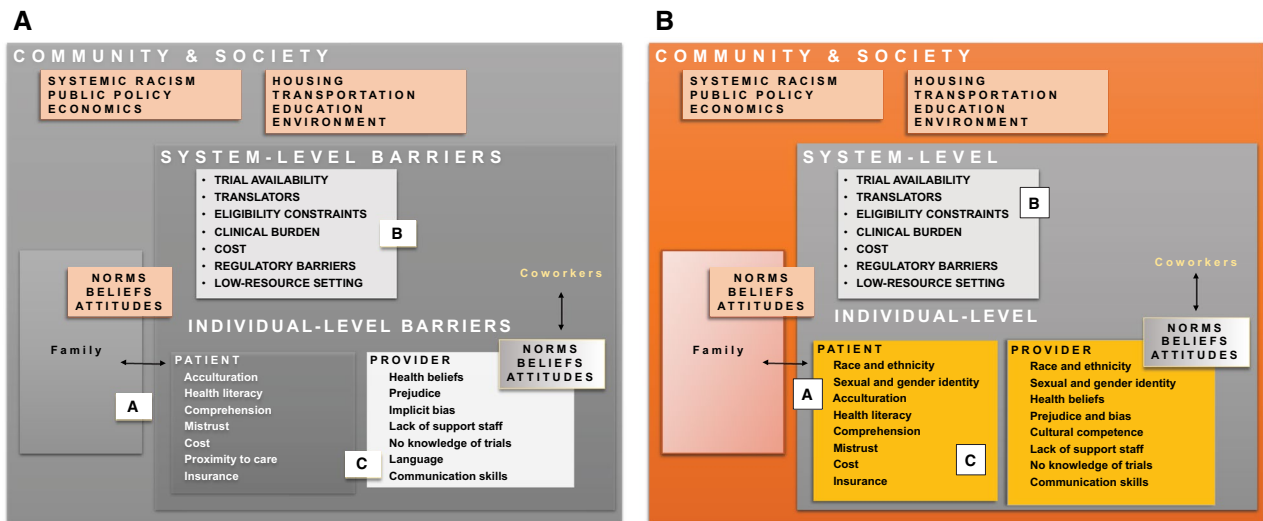 A
COMMUNITY & SOCIETY
SYSTEMIC RACISM
PUBLIC POLICY
ECONOMICS
HOUSING
TRANSPORTATION
EDUCATION
ENVIRONMENT
SYSTEM-LEVEL BARRIERS
• TRIAL AVAILABILITY
• TRANSLATORS
• ELIGIBILITY CONSTRAINTS
• CLINICAL BURDEN
• COST
• REGULATORY BARRIERS
• LOW-RESOURCE SETTING
B
Coworkers
NORMS
BELIEFS
ATTITUDES
Family
A
INDIVIDUAL-LEVEL BARRIERS
PATIENT
Acculturation
Health literacy
Comprehension
Mistrust
Cost
Proximity to care
Insurance
C
PROVIDER
Health beliefs
Prejudice
Implicit bias
Lack of support staff
No knowledge of trials
Language
Communication skills
NORMS
BELIEFS
ATTITUDES
B
COMMUNITY & SOCIETY
SYSTEMIC RACISM
PUBLIC POLICY
ECONOMICS
HOUSING
TRANSPORTATION
EDUCATION
ENVIRONMENT
SYSTEM-LEVEL
• TRIAL AVAILABILITY
• TRANSLATORS
• ELIGIBILITY CONSTRAINTS
• CLINICAL BURDEN
• COST
• REGULATORY BARRIERS
• LOW-RESOURCE SETTING
B
Coworkers
NORMS
BELIEFS
ATTITUDES
Family
A
INDIVIDUAL-LEVEL
PATIENT
Race and ethnicity
Sexual and gender identity
Acculturation
Health literacy
Comprehension
Mistrust
Cost
Insurance
C
PROVIDER
Race and ethnicity
Sexual and gender identity
Health beliefs
Prejudice and bias
Cultural competence
Lack of support staff
No knowledge of trials
Communication skills
NORMS
BELIEFS
ATTITUDES